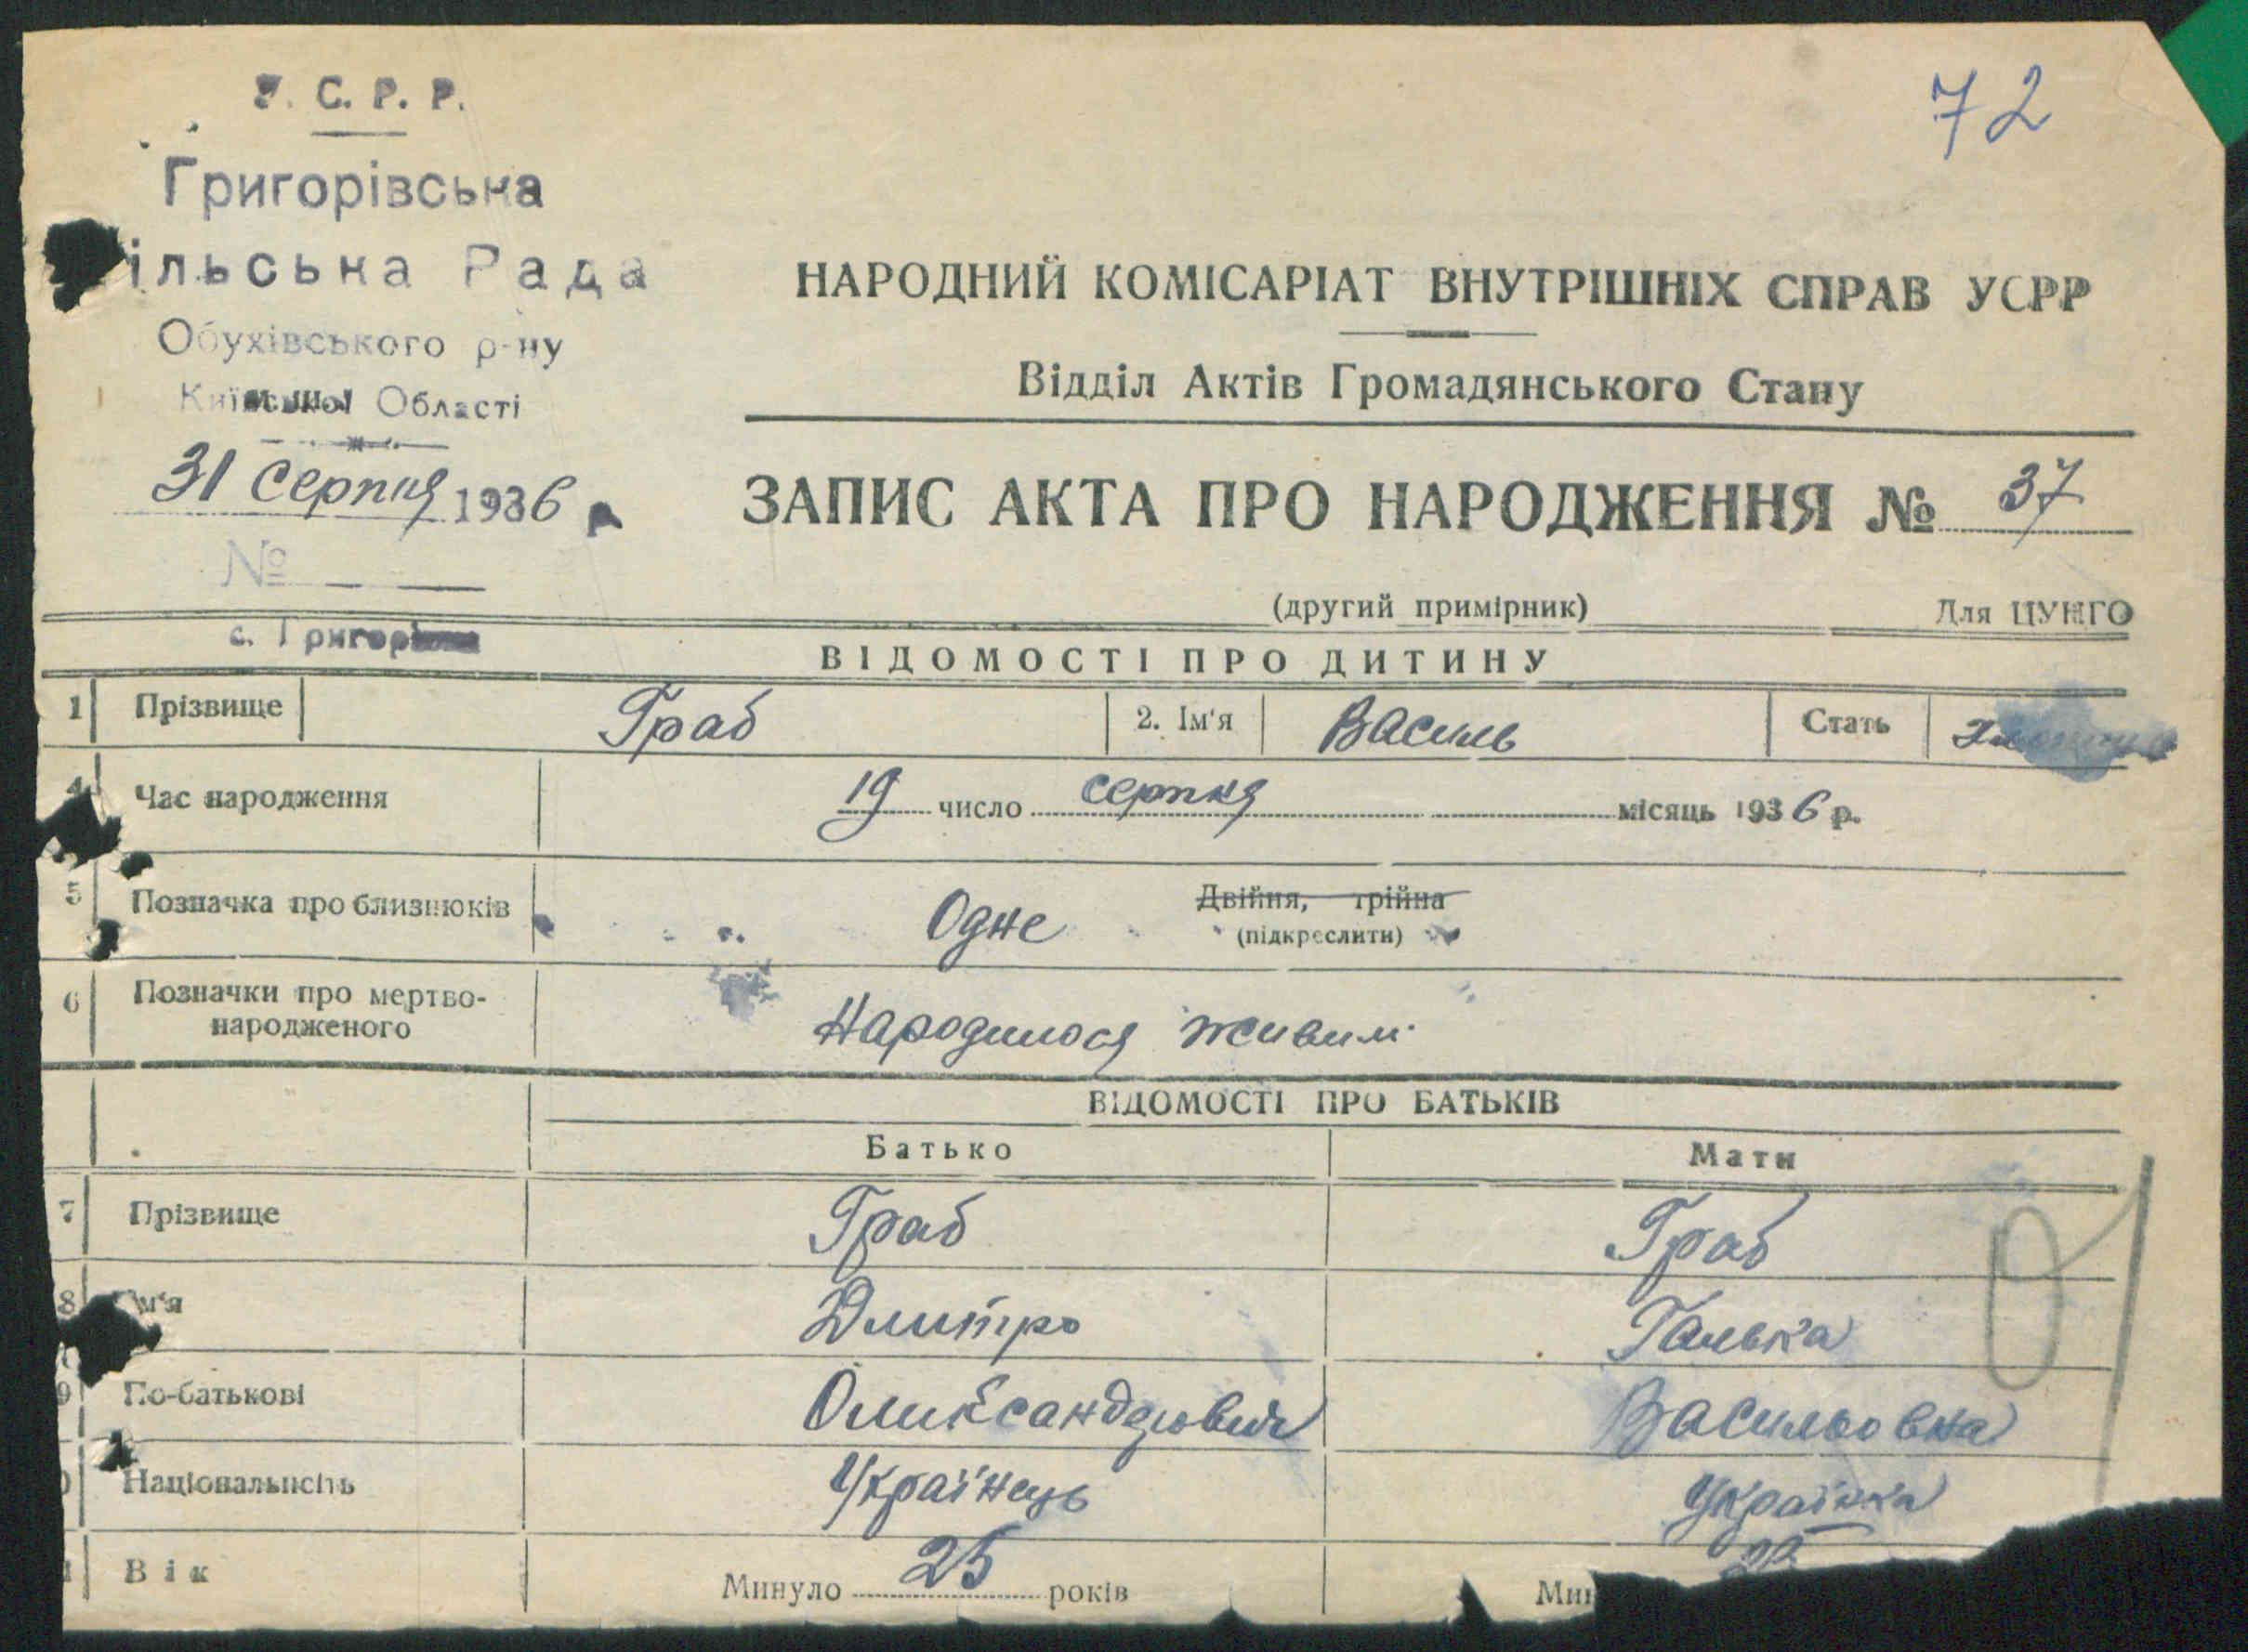 У. С. Р. Р.
72
Григорівська
ільська Рада
Обухівського р-ну
Київської Області
31 Серпня 1936 р
№
с. Григорівка
НАРОДНИЙ КОМІСАРІАТ ВНУТРІШНІХ СПРАВ УСРР
Відділ Актів Громадянського Стану
ЗАПИС АКТА ПРО НАРОДЖЕННЯ № 37
(другий примірник) Для ЦУНГО
ВІДОМОСТІ ПРО ДИТИНУ
1 Прізвище Граб 2. Ім'я Василь Стать
4 Час народження 19 число серпня місяць 1936 р.
5 Позначка про близнюків Одне Двійня, трійна
(підкреслити)
6 Позначки про мертво-
народженого Народилося живим
ВІДОМОСТІ ПРО БАТЬКІВ
Батько Мати
7 Прізвище Граб Граб
8 Ім'я Дмитро Галька
9 По-батькові Оликсандрович Васильовна
Національність Українець Українка
Вік Минуло 25 років Мин